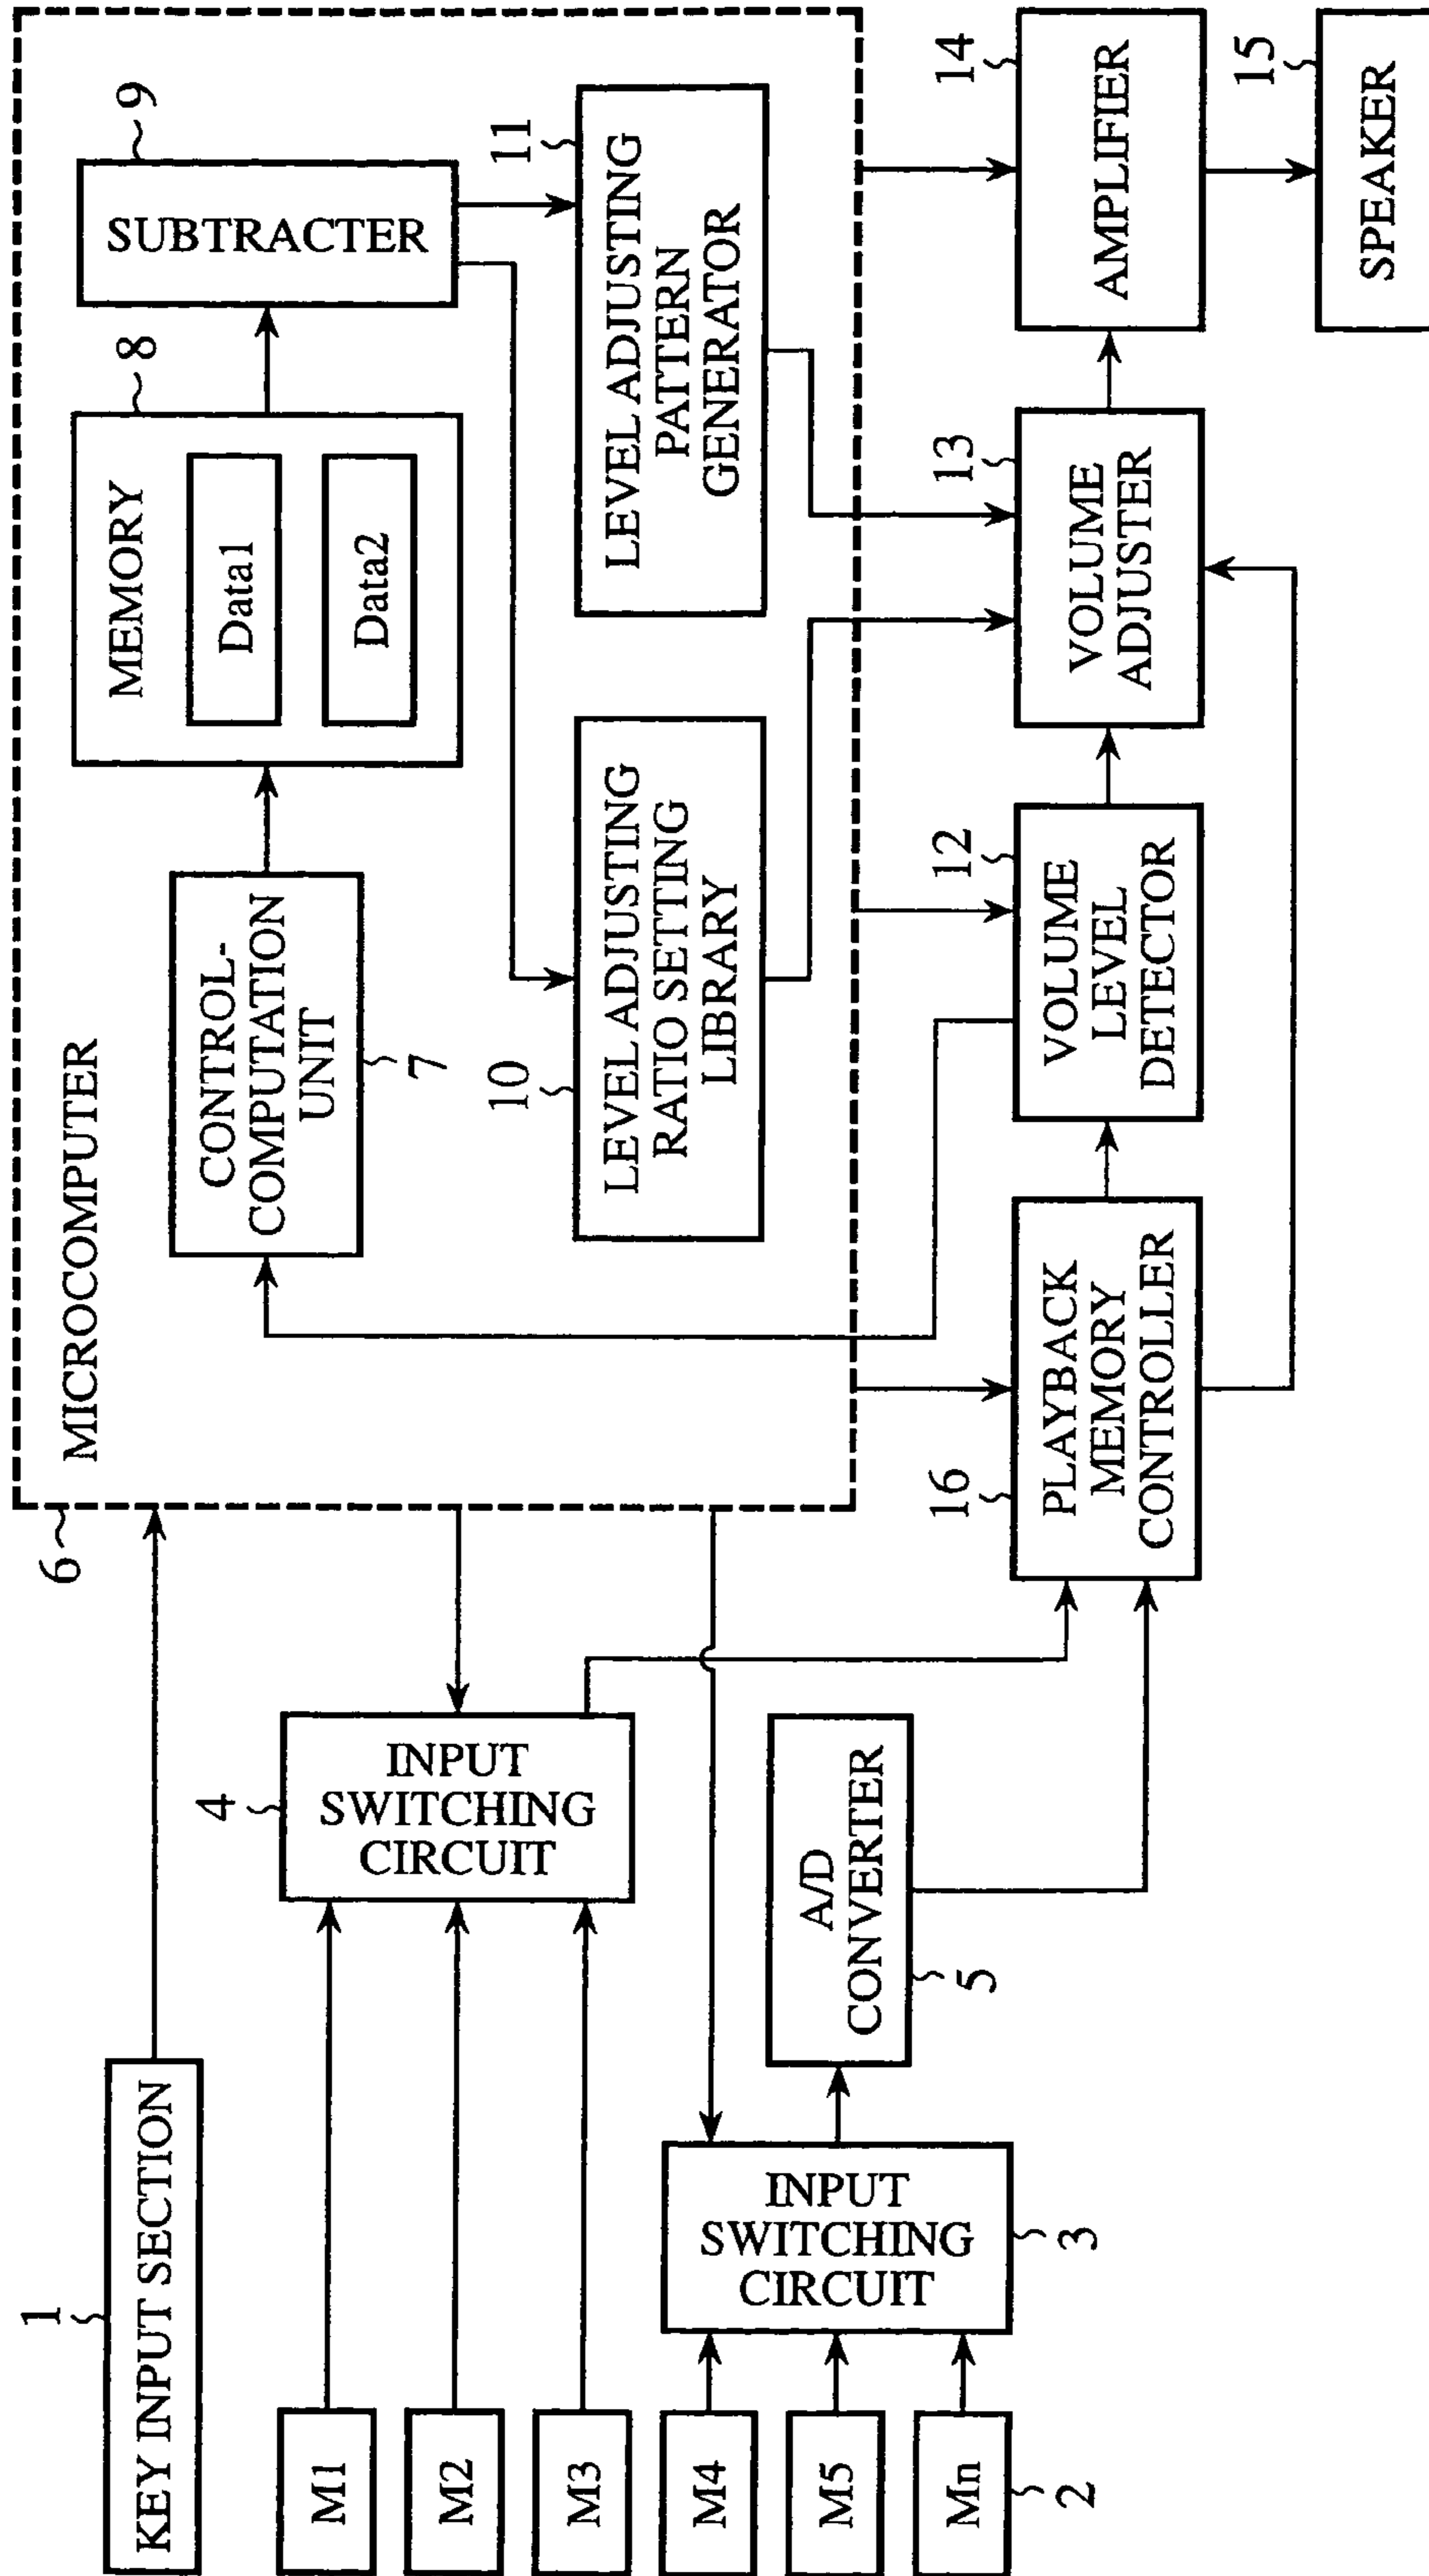 1
KEY INPUT SECTION
M1
M2
M3
M4
M5
Mn
2
4
INPUT
SWITCHING
CIRCUIT
INPUT
SWITCHING
CIRCUIT
3
A/D
CONVERTER
5
6
MICROCOMPUTER
CONTROL-
COMPUTATION
UNIT
7
8
MEMORY
Data1
Data2
9
SUBTRACTER
10
LEVEL ADJUSTING
RATIO SETTING
LIBRARY
11
LEVEL ADJUSTING
PATTERN
GENERATOR
16
PLAYBACK
MEMORY
CONTROLLER
12
VOLUME
LEVEL
DETECTOR
13
VOLUME
ADJUSTER
14
AMPLIFIER
15
SPEAKER